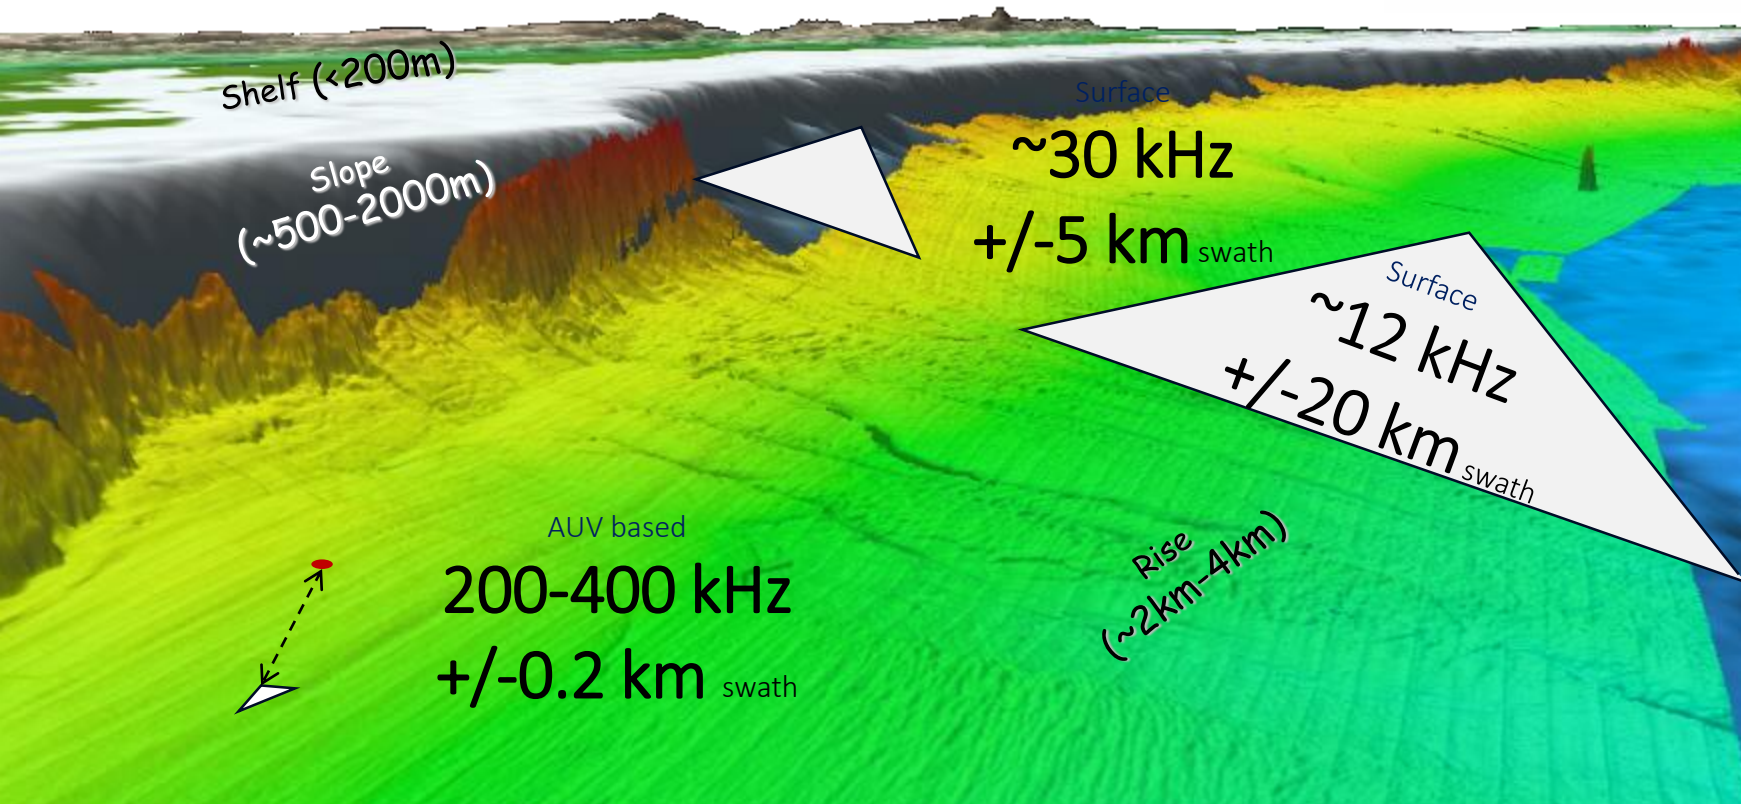 Shelf (<200m)
Slope
(~500-2000m)
Surface
~30 kHz
+/-5 km swath
Surface
~12 kHz
+/-20 km swath
AUV based
200-400 kHz
+/-0.2 km swath
Rise
(~2km-4km)